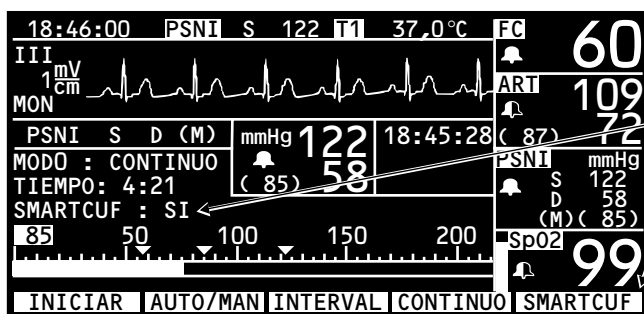 18:46:00 PSNI S 122 T1 37,0°C
III
1 mV/cm
MON
FC
60
ART
109
72
( 87)
PSNI S D (M)
MODO : CONTINUO
TIEMPO: 4:21
SMARTCUF : SI
mmHg
122
58
( 85)
18:45:28
PSNI mmHg
S 122
D 58
(M)( 85)
85 50 100 150 200
SpO2
99
INICIAR AUTO/MAN INTERVAL CONTINUO SMARTCUF